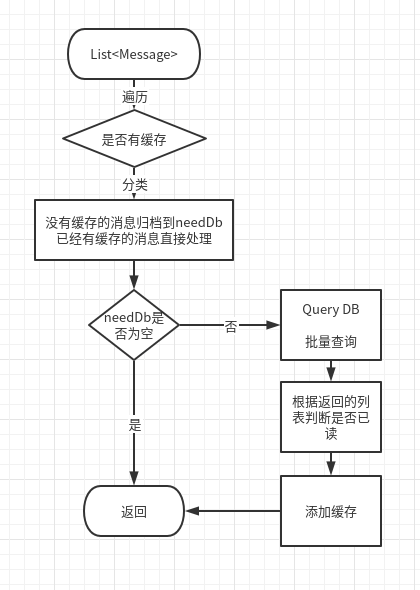 List<Message>
遍历
是否有缓存
分类
没有缓存的消息归档到needDb
已经有缓存的消息直接处理
needDb是
否为空
否
Query DB
批量查询
根据返回的列
表判断是否已
读
是
返回
添加缓存